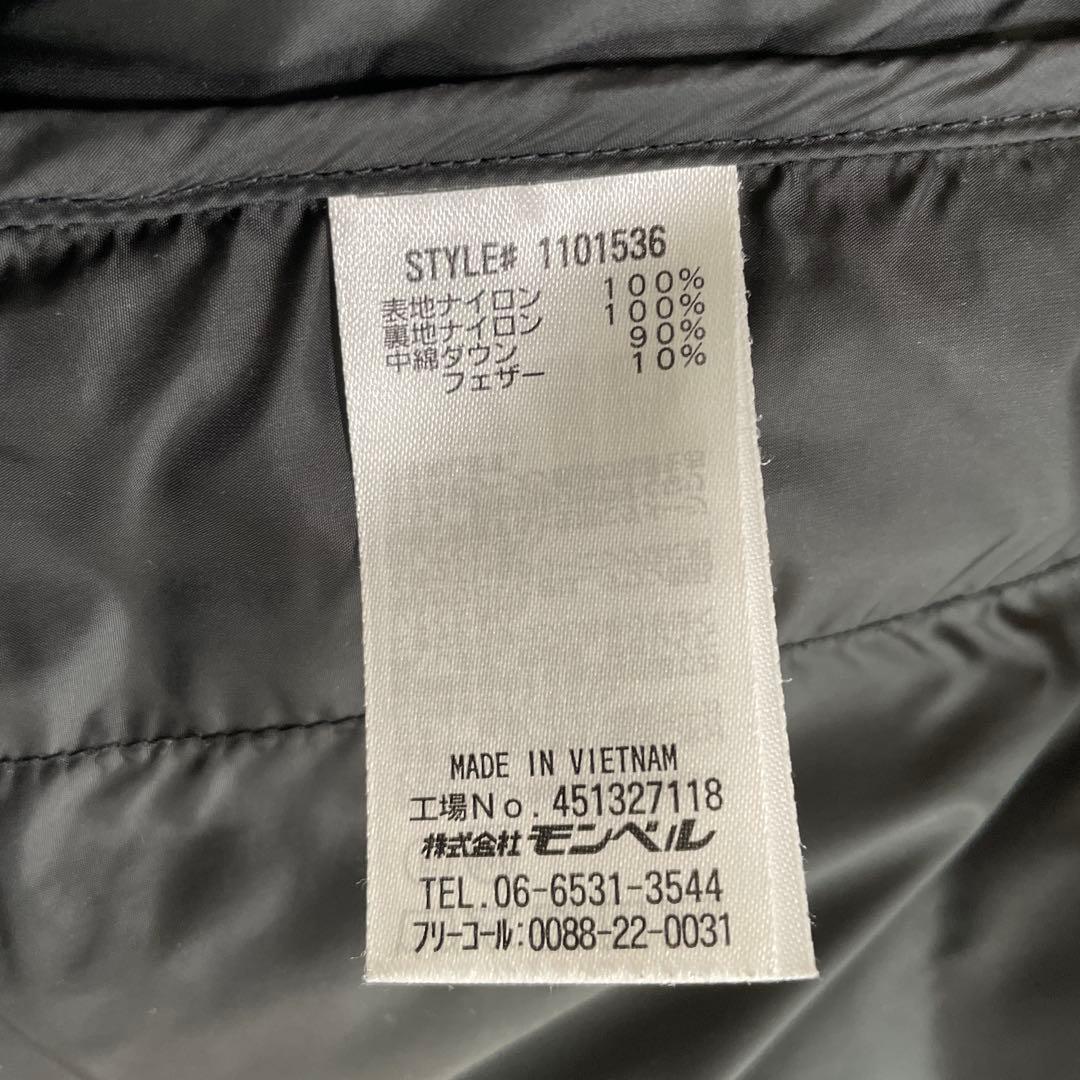 STYLE# 1101536
表地ナイロン 100%
裏地ナイロン 100%
中綿ダウン 90%
フェザー 10%
MADE IN VIETNAM
工場No.451327118
株式会社モンベル
TEL.06-6531-3544
フリーコール:0088-22-0031